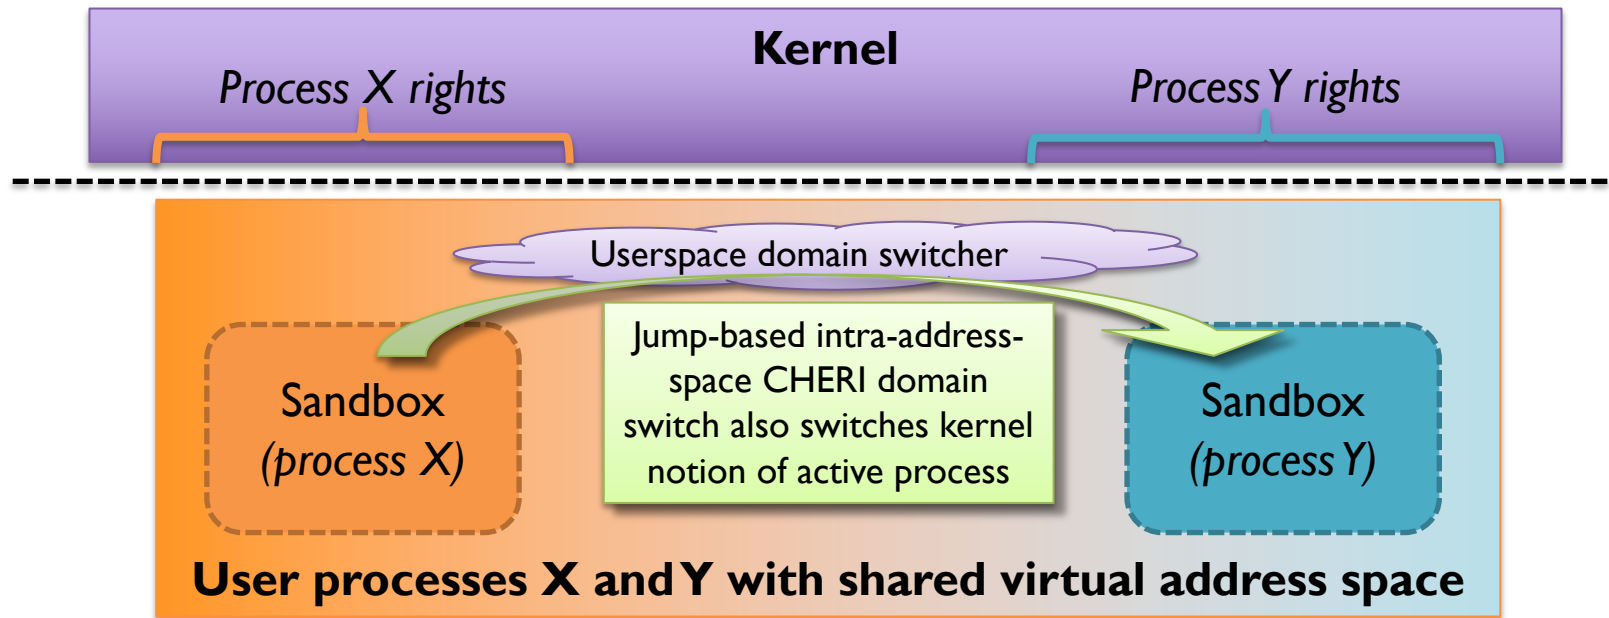 Kernel
Process X rights
Process Y rights
Userspace domain switcher
Jump-based intra-address-
space CHERI domain
switch also switches kernel
notion of active process
Sandbox
(process X)
Sandbox
(process Y)
User processes X and Y with shared virtual address space